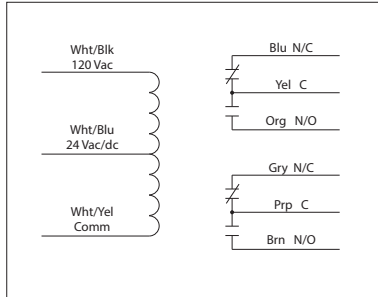 Wht/Blk
120 Vac
Wht/Blu
24 Vac/dc
Wht/Yel
Comm
Blu N/C
Yel C
Org N/O
Gry N/C
Prp C
Brn N/O